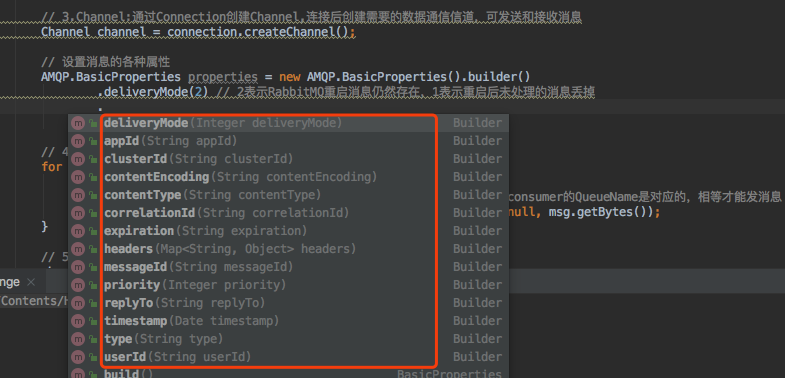 // 3.Channel:通过Connection创建Channel,连接后创建需要的数据通信信道，可发送和接收消息
Channel channel = connection.createChannel();
// 设置消息的各种属性
AMQP.BasicProperties properties = new AMQP.BasicProperties().builder()
.deliveryMode(2) // 2表示RabbitMQ重启消息仍然存在，1表示重启后未处理的消息丢掉
.
m deliveryMode(Integer deliveryMode) Builder
m appId(String appId) Builder
m clusterId(String clusterId) Builder
// 4
m contentEncoding(String contentEncoding) Builder
for
m contentType(String contentType) Builder
consumer的QueueName是对应的，相等才能发消息
m correlationId(String correlationId) Builder
null, msg.getBytes());
m expiration(String expiration) Builder
}
m headers(Map<String, Object> headers) Builder
// 5
m messageId(String messageId) Builder
nge
m priority(Integer priority) Builder
/Contents/H
m replyTo(String replyTo) Builder
m timestamp(Date timestamp) Builder
m type(String type) Builder
m userId(String userId) Builder
m build() BasicProperties